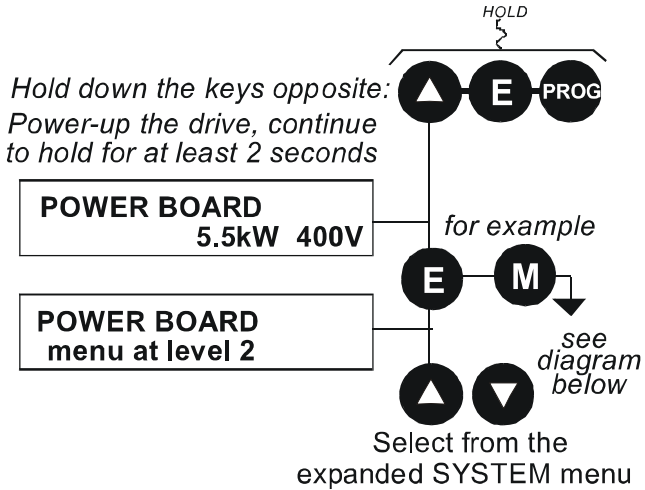 HOLD
Hold down the keys opposite:
E PROG
Power-up the drive, continue
to hold for at least 2 seconds
POWER BOARD
5.5kW 400V
for example
E M
POWER BOARD
menu at level 2
see
diagram
below
Select from the
expanded SYSTEM menu